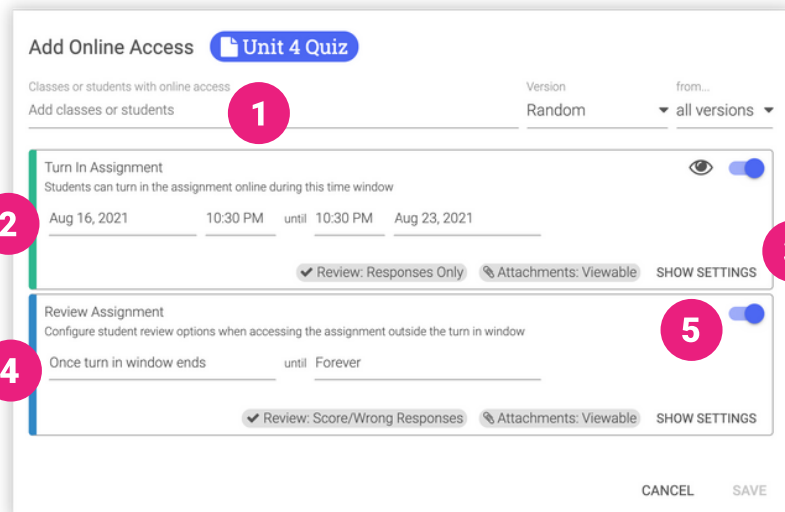 Add Online Access Unit 4 Quiz
Classes or students with online access Version from...
Add classes or students 1 Random all versions
Turn In Assignment
Students can turn in the assignment online during this time window
2 Aug 16, 2021 10:30 PM until 10:30 PM Aug 23, 2021
Review: Responses Only Attachments: Viewable SHOW SETTINGS
Review Assignment
Configure student review options when accessing the assignment outside the turn in window 5
4 Once turn in window ends until Forever
Review: Score/Wrong Responses Attachments: Viewable SHOW SETTINGS
CANCEL SAVE